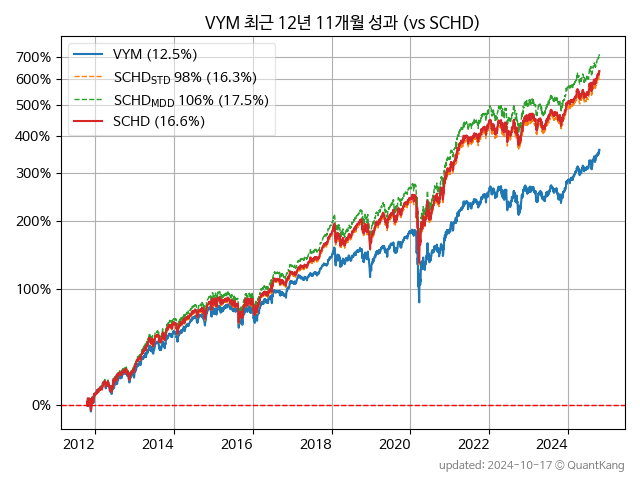 VYM 최근 12년 11개월 성과 (vs SCHD)
VYM (12.5%)
SCHD_STD 98% (16.3%)
SCHD_MDD 106% (17.5%)
SCHD (16.6%)
700%
600%
500%
400%
300%
200%
100%
0%
2012 2014 2016 2018 2020 2022 2024
updated: 2024-10-17 © QuantKang